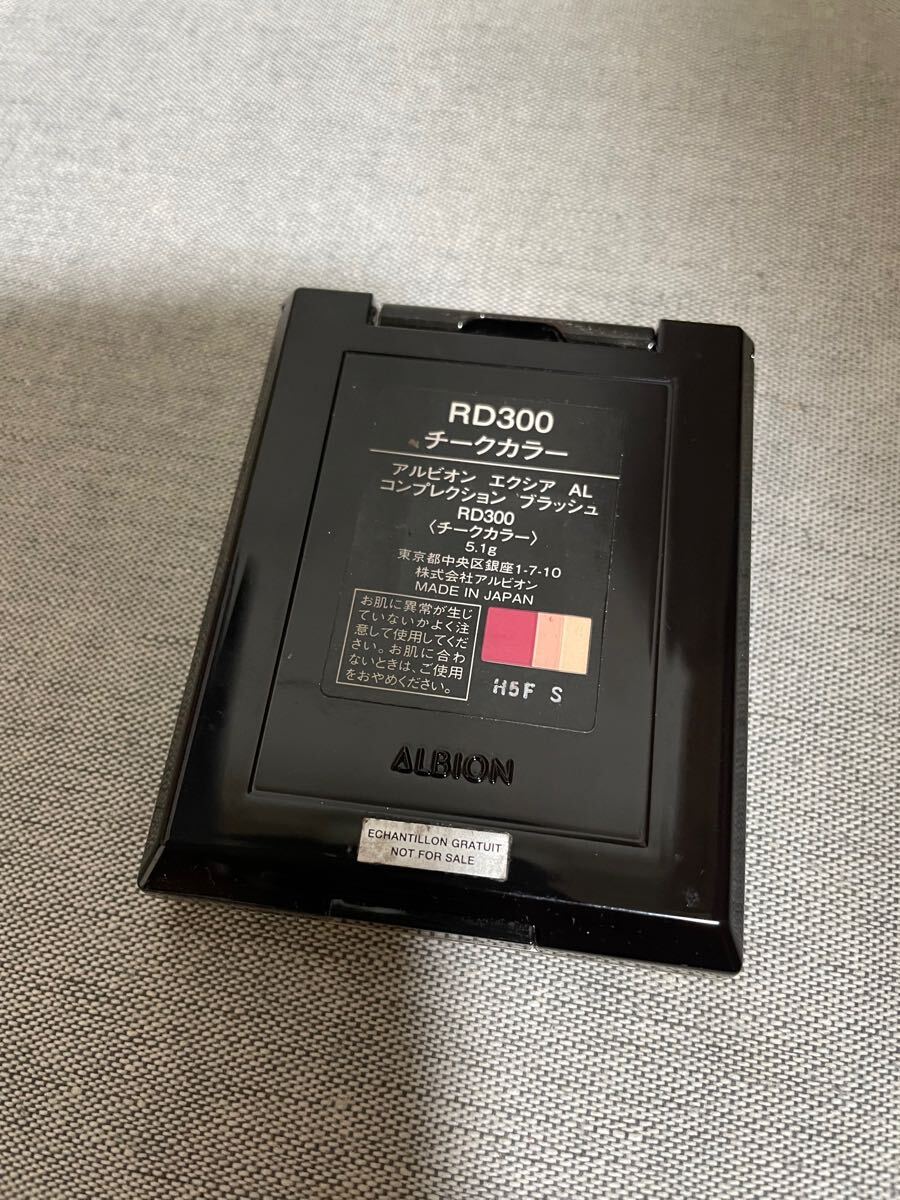 RD300
チークカラー
アルビオン エクシア AL
コンプレクション ブラッシュ
RD300
〈チークカラー〉
5.1g
東京都中央区銀座1-7-10
株式会社アルビオン
MADE IN JAPAN
お肌に異常が生じ
ていないかよく注
意して使用してくだ
さい。お肌に合わ
ないときは、ご使用
をおやめください。
H5F S
ALBION
ECHANTILLON GRATUIT
NOT FOR SALE